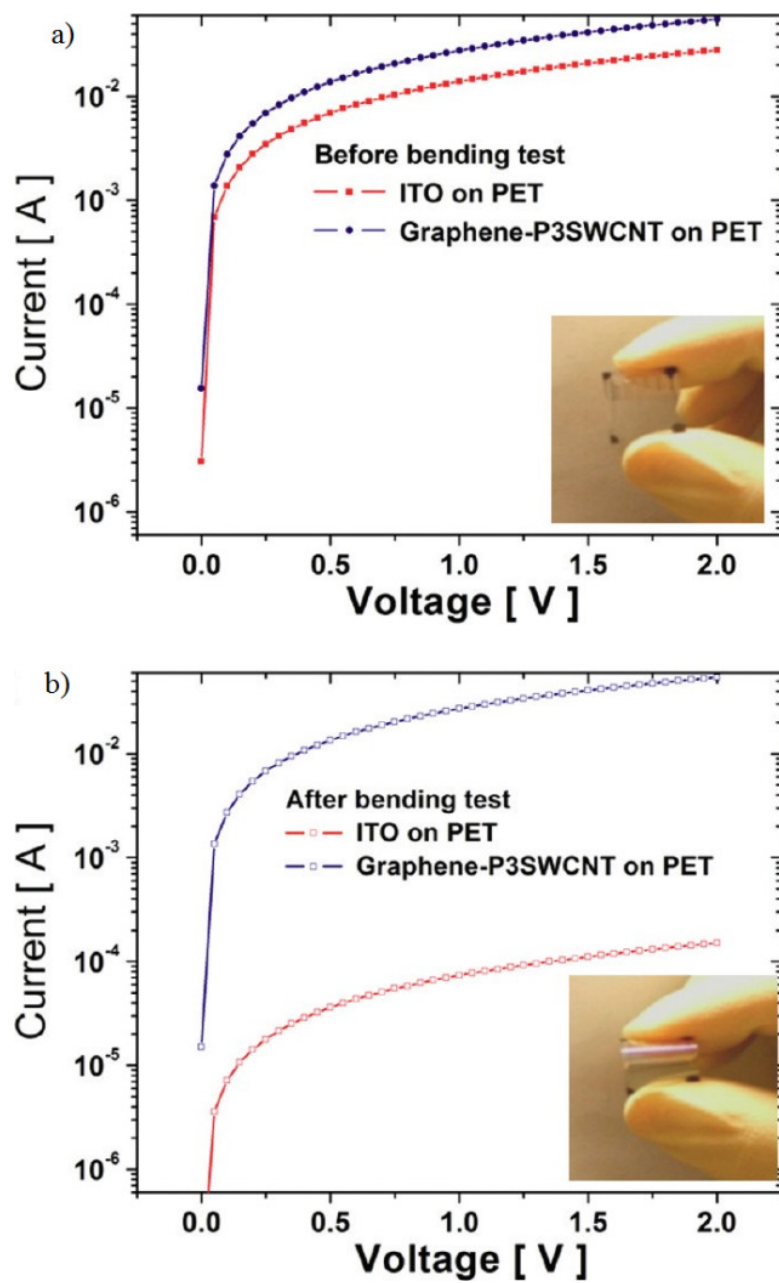 a)
Current [ A ]
10⁻²
10⁻³
10⁻⁴
10⁻⁵
10⁻⁶
Before bending test
ITO on PET
Graphene-P3SWCNT on PET
0.0 0.5 1.0 1.5 2.0
Voltage [ V ]
b)
Current [ A ]
10⁻²
10⁻³
10⁻⁴
10⁻⁵
10⁻⁶
After bending test
ITO on PET
Graphene-P3SWCNT on PET
0.0 0.5 1.0 1.5 2.0
Voltage [ V ]